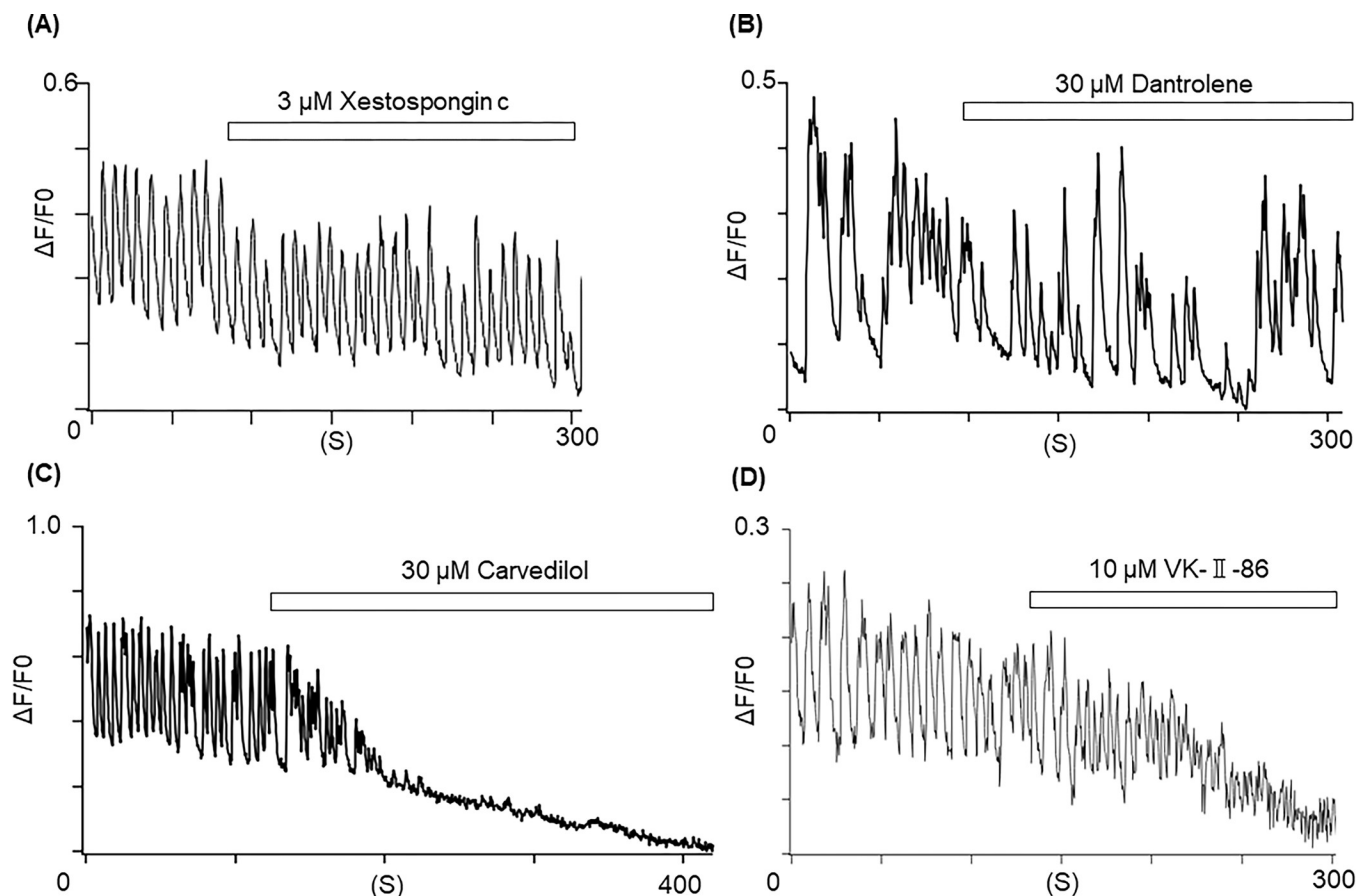 (A)
0.6
3 μM Xestospongin c
ΔF/F0
0
(S)
300
(B)
0.5
30 μM Dantrolene
ΔF/F0
0
(S)
300
(C)
1.0
30 μM Carvedilol
ΔF/F0
0
(S)
400
(D)
0.3
10 μM VK-Ⅱ-86
ΔF/F0
0
(S)
300